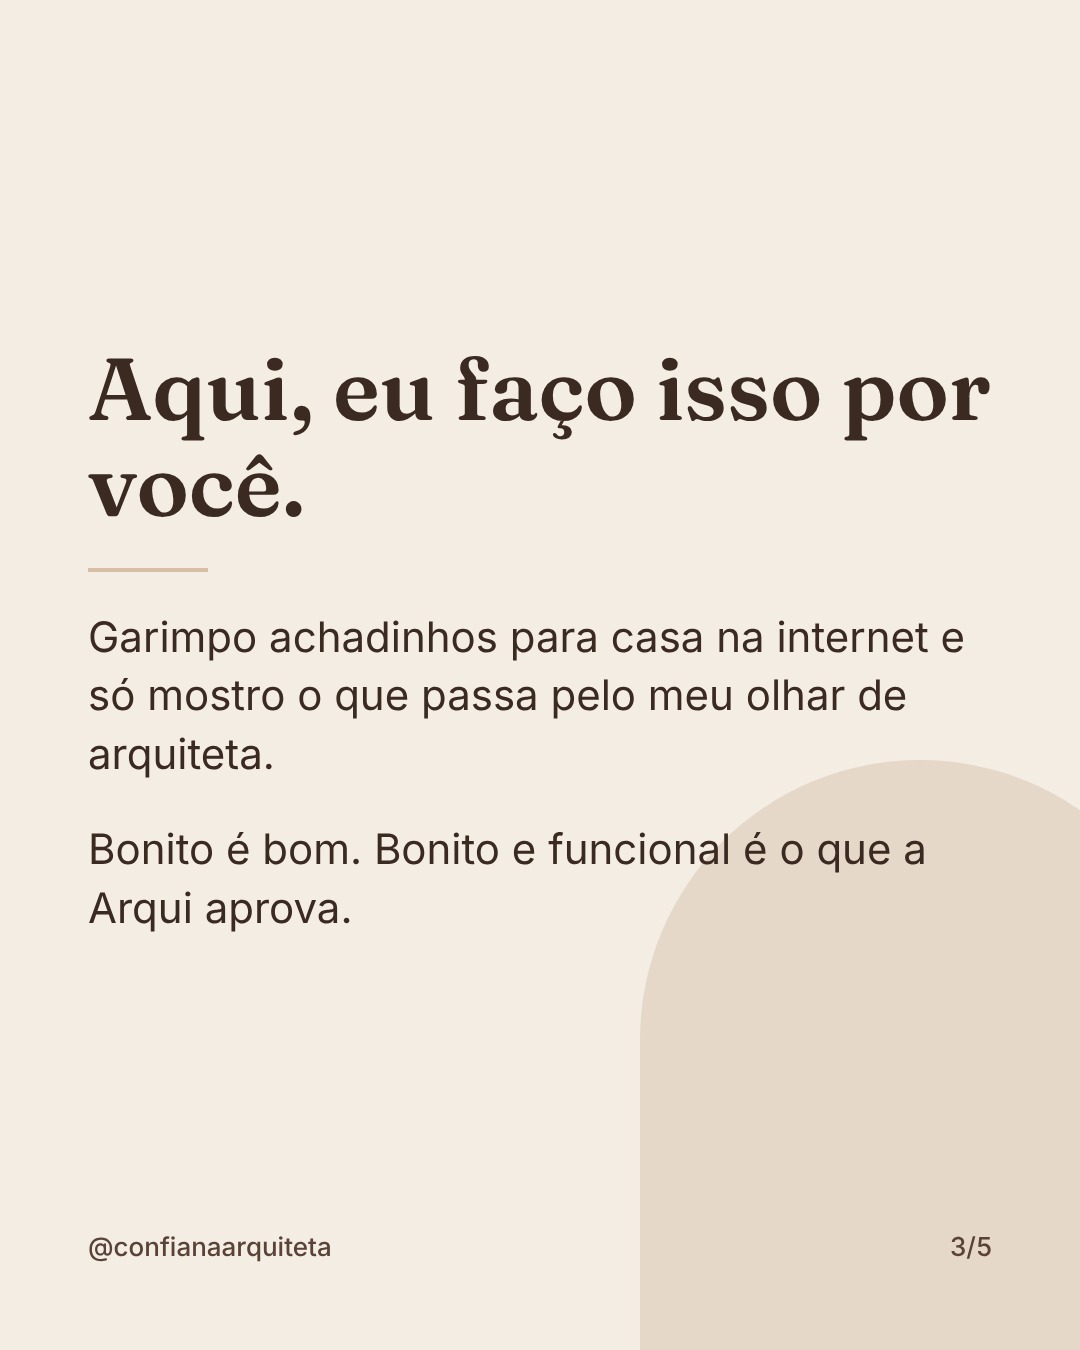 Aqui, eu faço isso por
você.
Garimpo achadinhos para casa na internet e
só mostro o que passa pelo meu olhar de
arquiteta.
Bonito é bom. Bonito e funcional é o que a
Arqui aprova.
@confianaarquiteta
3/5